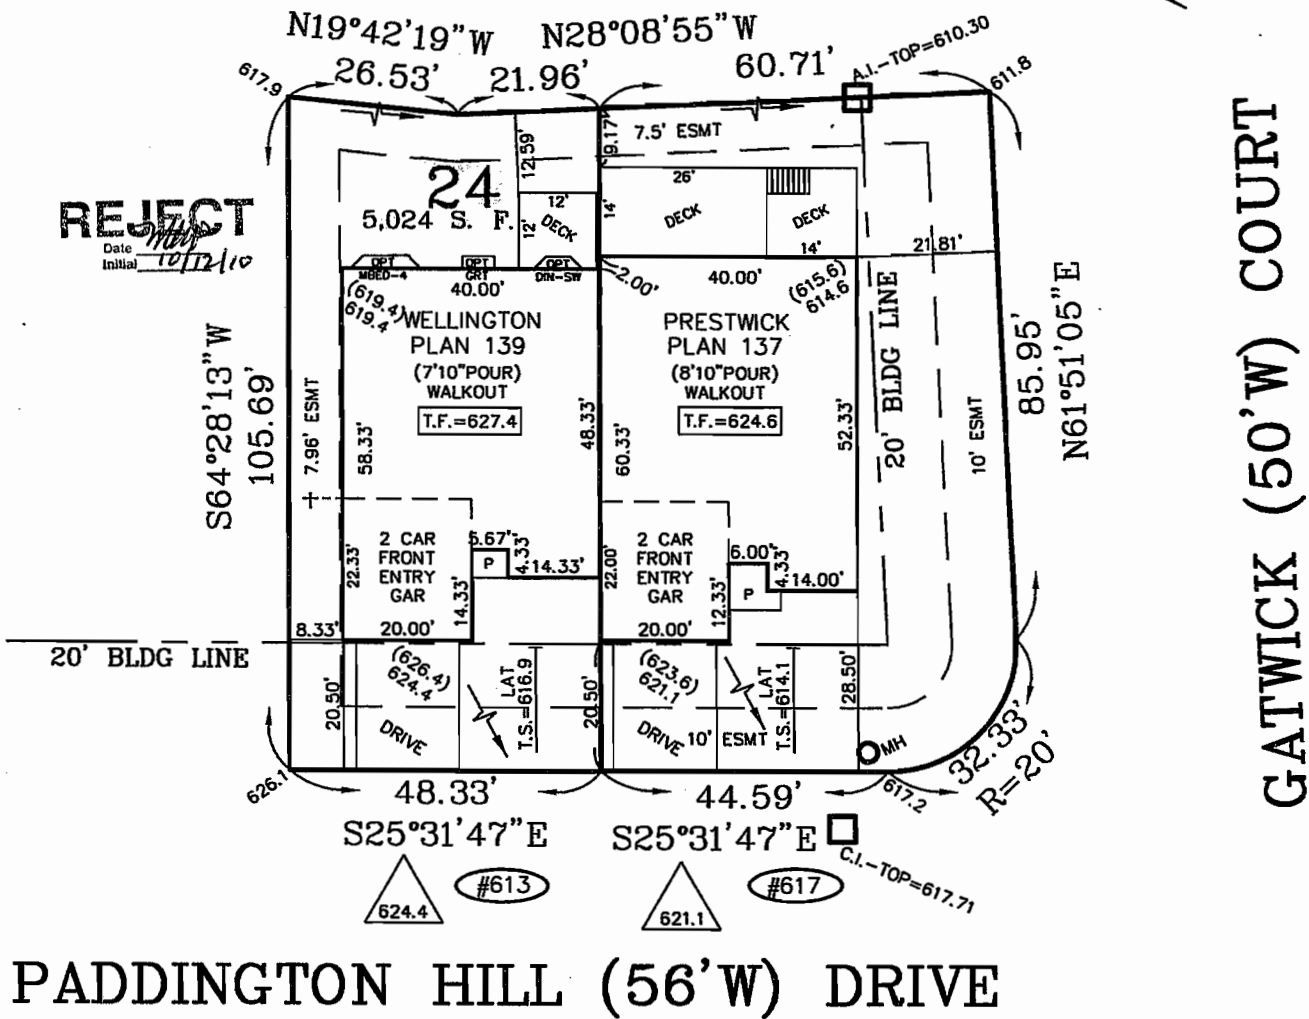 N19°42'19"W
N28°08'55"W
26.53'
21.96'
60.71'
A.I.-TOP=610.30
617.9
611.8
12.59'
9.17'
7.5' ESMT
24
5,024 S. F.
12'
12'
DECK
14'
26'
DECK
DECK
14'
21.81'
REJECT
Date
Initial 10/12/10
OPT
MBED-4
OPT
GRT
OPT
DIN-SW
40.00'
2.00'
40.00'
(619.4)
619.4
(615.6)
614.6
WELLINGTON
PLAN 139
(7'10"POUR)
WALKOUT
T.F.=627.4
PRESTWICK
PLAN 137
(8'10"POUR)
WALKOUT
T.F.=624.6
S64°28'13"W
105.69'
7.96' ESMT
58.33'
48.33'
60.33'
52.33'
20' BLDG LINE
10' ESMT
85.95'
N61°51'05"E
GATWICK (50'W) COURT
2 CAR
FRONT
ENTRY
GAR
22.33'
5.67'
P
4.33'
14.33'
14.33'
2 CAR
FRONT
ENTRY
GAR
22.00'
6.00'
P
4.33'
14.00'
12.33'
8.33'
20.00'
20.00'
20' BLDG LINE
20.50'
(626.4)
624.4
DRIVE
LAT
T.S.=616.9
20.50'
(623.6)
621.1
DRIVE
10' ESMT
LAT
T.S.=614.1
28.50'
MH
32.33'
R=20'
626.1
48.33'
44.59'
617.2
S25°31'47"E
S25°31'47"E
C.I.-TOP=617.71
624.4
#613
621.1
#617
PADDINGTON HILL (56'W) DRIVE